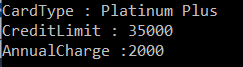 CardType : Platinum Plus
CreditLimit : 35000
AnnualCharge :2000